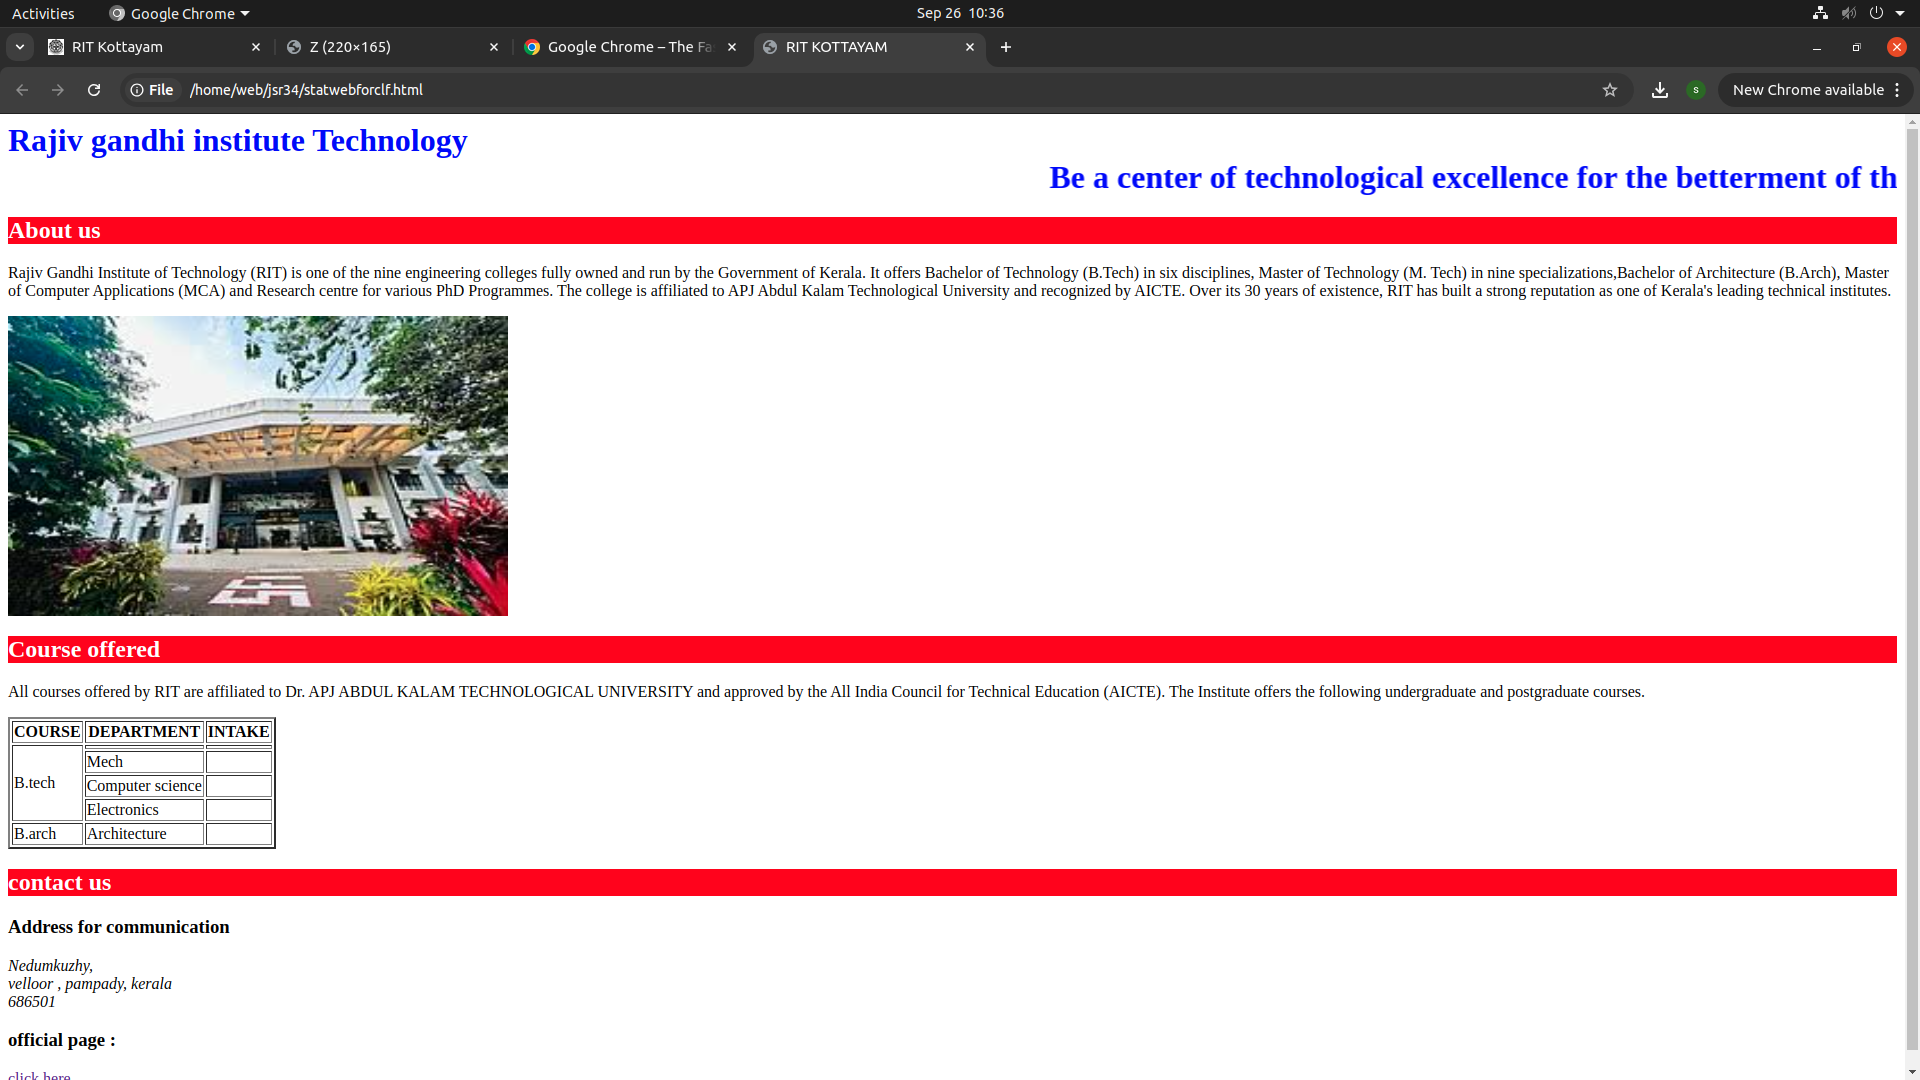 Activities Google Chrome Sep 26 10:36
RIT Kottayam Z (220×165) Google Chrome – The Fa RIT KOTTAYAM
File /home/web/jsr34/statwebforclf.html s New Chrome available
Rajiv gandhi institute Technology
Be a center of technological excellence for the betterment of th
About us
Rajiv Gandhi Institute of Technology (RIT) is one of the nine engineering colleges fully owned and run by the Government of Kerala. It offers Bachelor of Technology (B.Tech) in six disciplines, Master of Technology (M. Tech) in nine specializations,Bachelor of Architecture (B.Arch), Master
of Computer Applications (MCA) and Research centre for various PhD Programmes. The college is affiliated to APJ Abdul Kalam Technological University and recognized by AICTE. Over its 30 years of existence, RIT has built a strong reputation as one of Kerala's leading technical institutes.
Course offered
All courses offered by RIT are affiliated to Dr. APJ ABDUL KALAM TECHNOLOGICAL UNIVERSITY and approved by the All India Council for Technical Education (AICTE). The Institute offers the following undergraduate and postgraduate courses.
COURSE DEPARTMENT INTAKE
Mech
B.tech
Computer science
Electronics
B.arch Architecture
contact us
Address for communication
Nedumkuzhy,
velloor , pampady, kerala
686501
official page :
click here